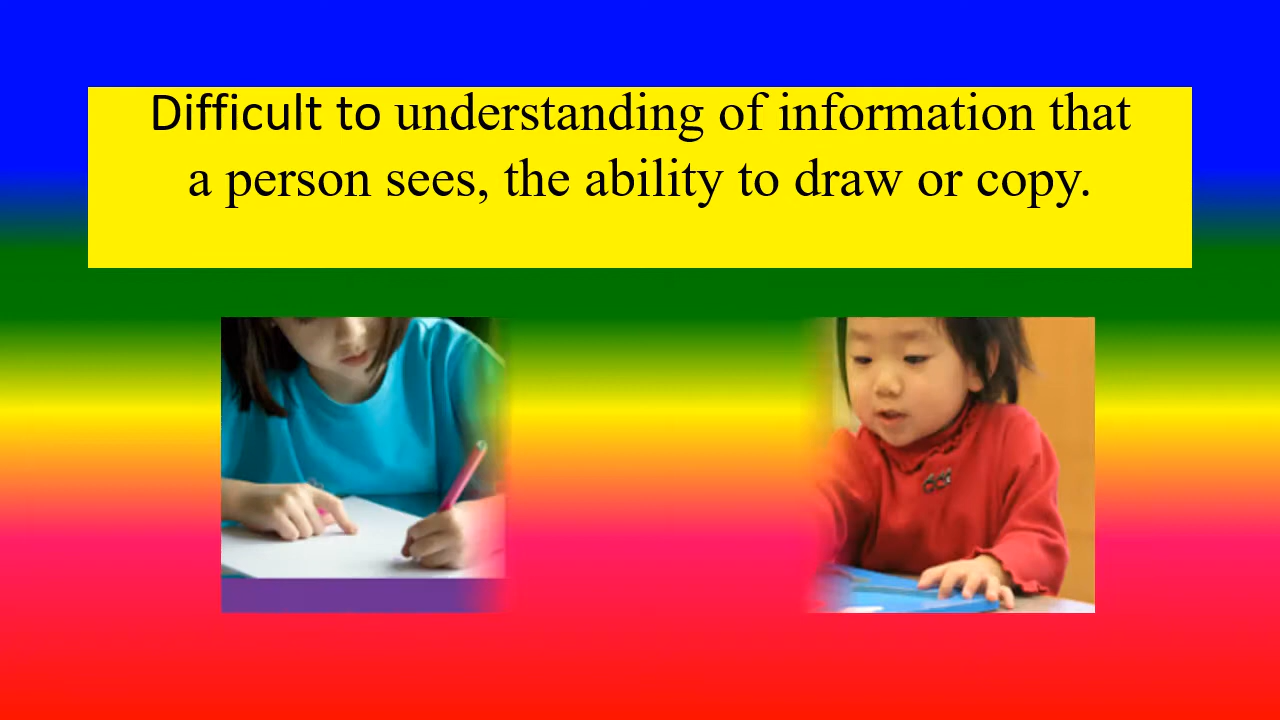 Difficult to understanding of information that
a person sees, the ability to draw or copy.